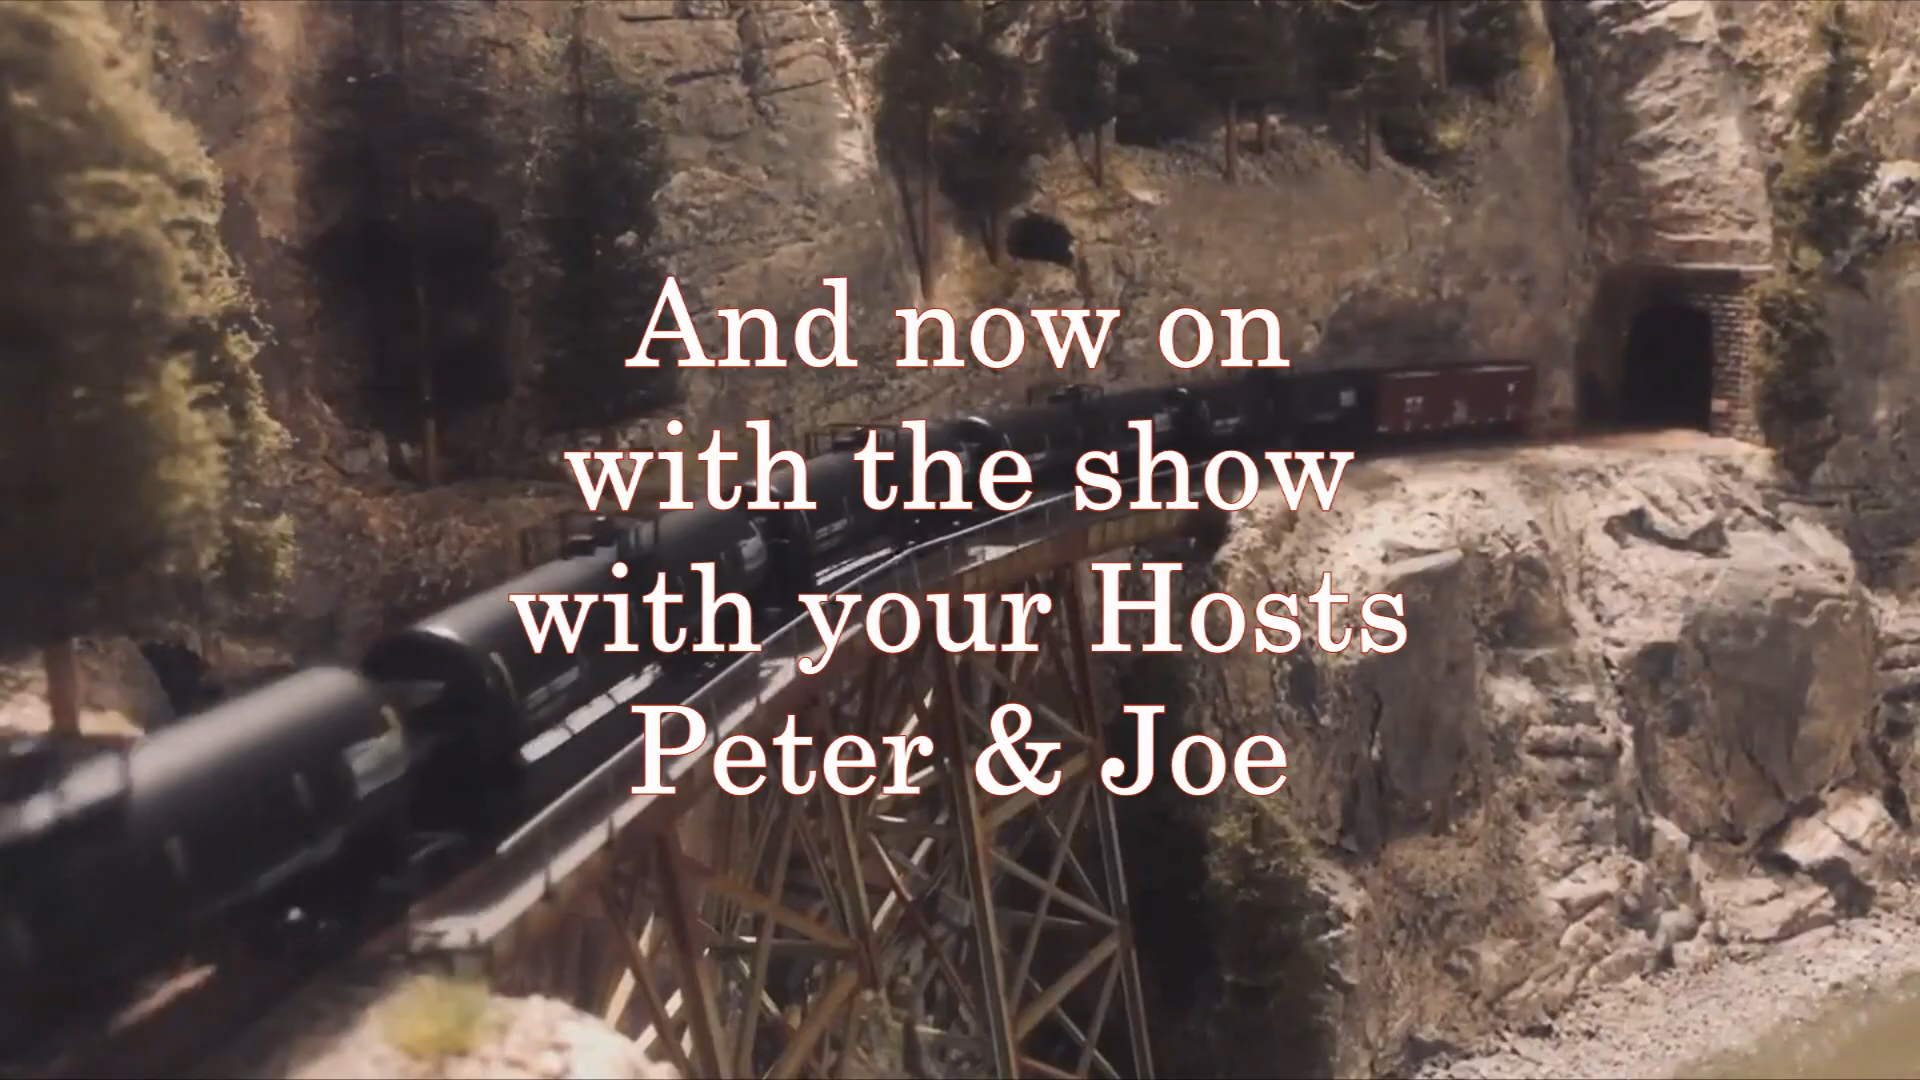 And now on
with the show
with your Hosts
Peter & Joe